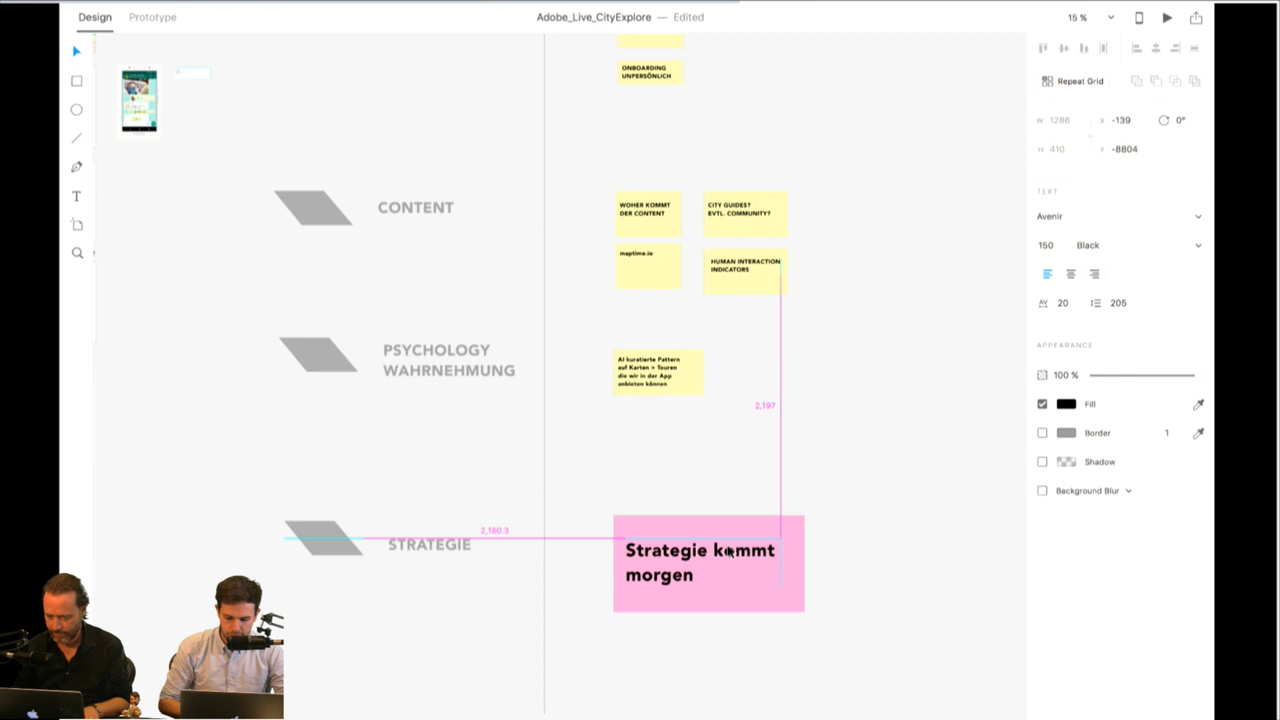 Design Prototype
Adobe_Live_CityExplore — Edited
15 %
ONBOARDING
UNPERSÖNLICH
CONTENT
WOHER KOMMT
DER CONTENT
CITY GUIDES?
EVTL. COMMUNITY?
maptime.io
HUMAN INTERACTION
INDICATORS
PSYCHOLOGY
WAHRNEHMUNG
AI kuratierte Pattern
auf Karten > Touren
die wir in der App
anbieten können
2,197
2,160.3
STRATEGIE
Strategie kommt
morgen
Repeat Grid
W 1286 X -139 0°
H 410 Y -8804
TEXT
Avenir
150 Black
AV 20 205
APPEARANCE
100 %
Fill
Border 1
Shadow
Background Blur